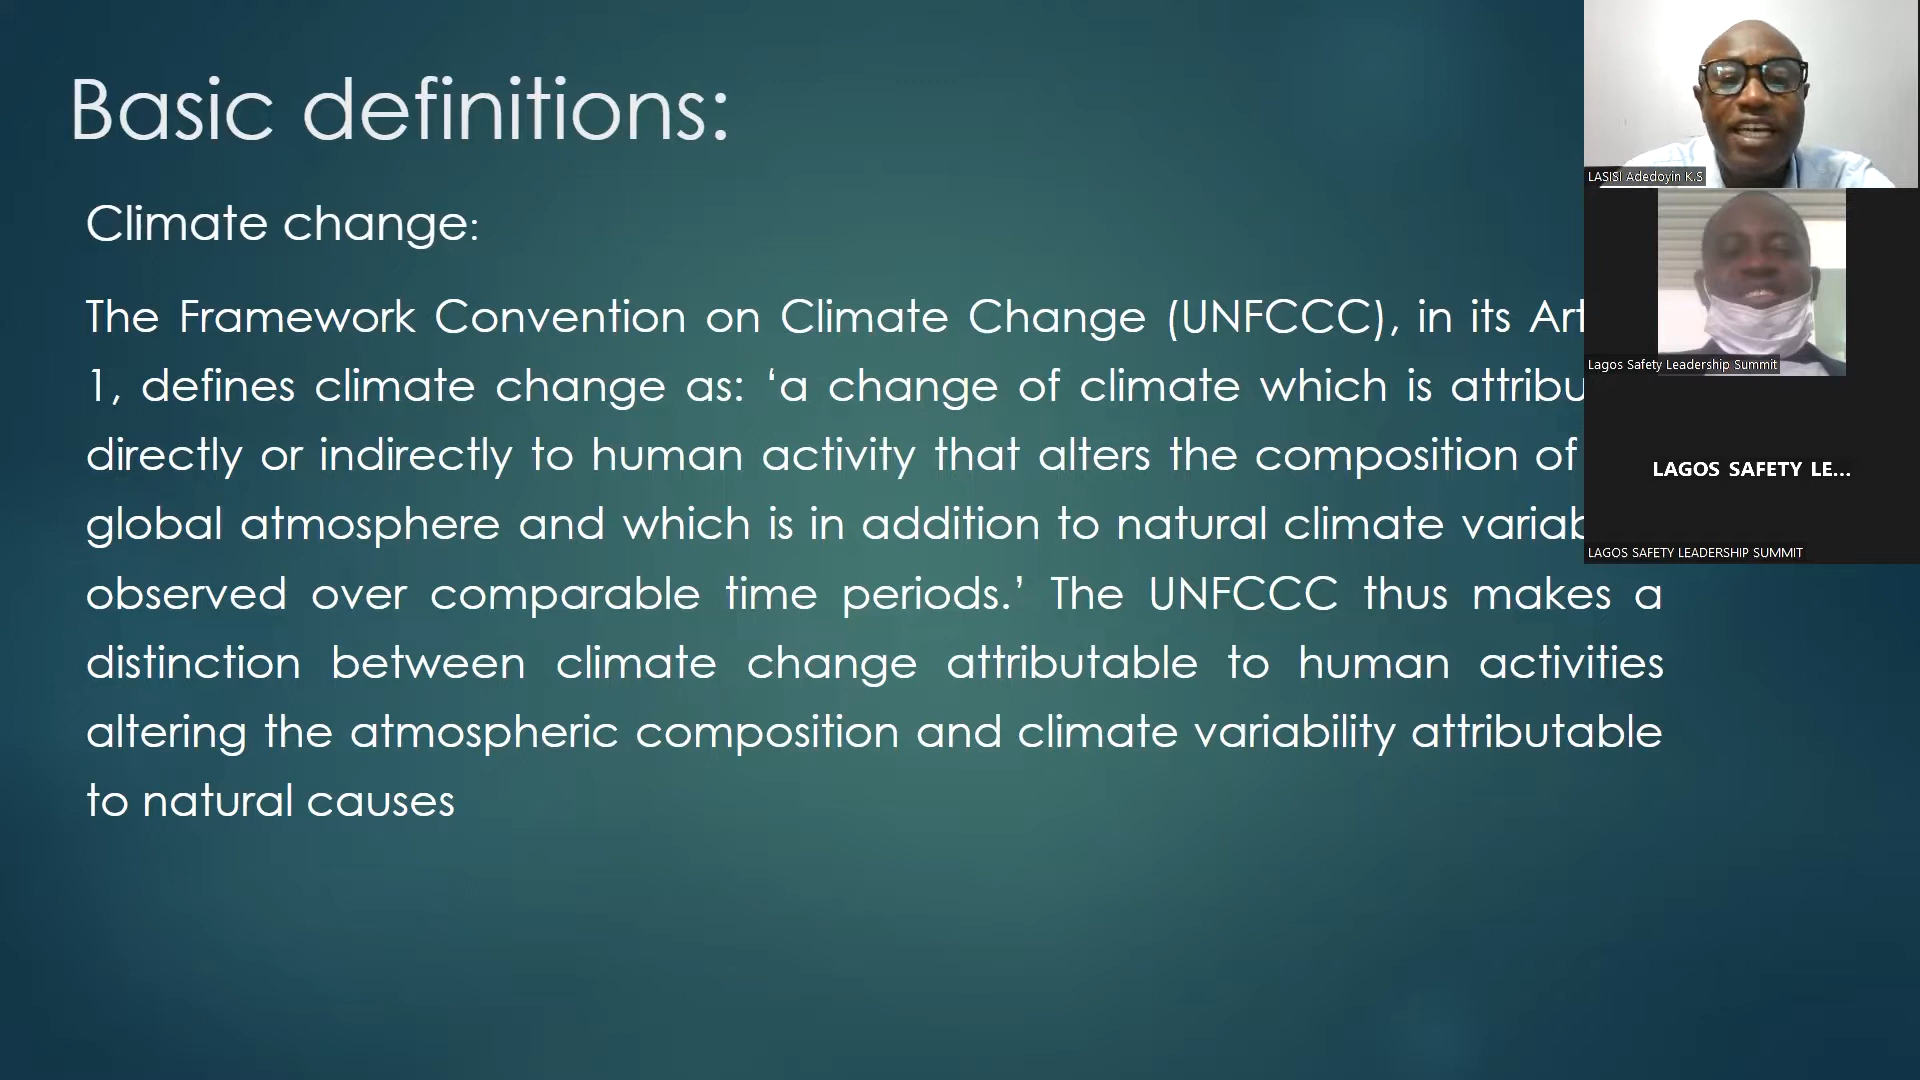 Basic definitions:
Climate change:
The Framework Convention on Climate Change (UNFCCC), in its
1, defines climate change as: ‘a change of climate which is
directly or indirectly to human activity that alters the composition of
global atmosphere and which is in addition to natural climate
observed over comparable time periods.’ The UNFCCC thus makes a
distinction between climate change attributable to human activities
altering the atmospheric composition and climate variability attributable
to natural causes
LASISI Adedoyin K.S
Lagos Safety Leadership Summit
LAGOS SAFETY LE...
LAGOS SAFETY LEADERSHIP SUMMIT